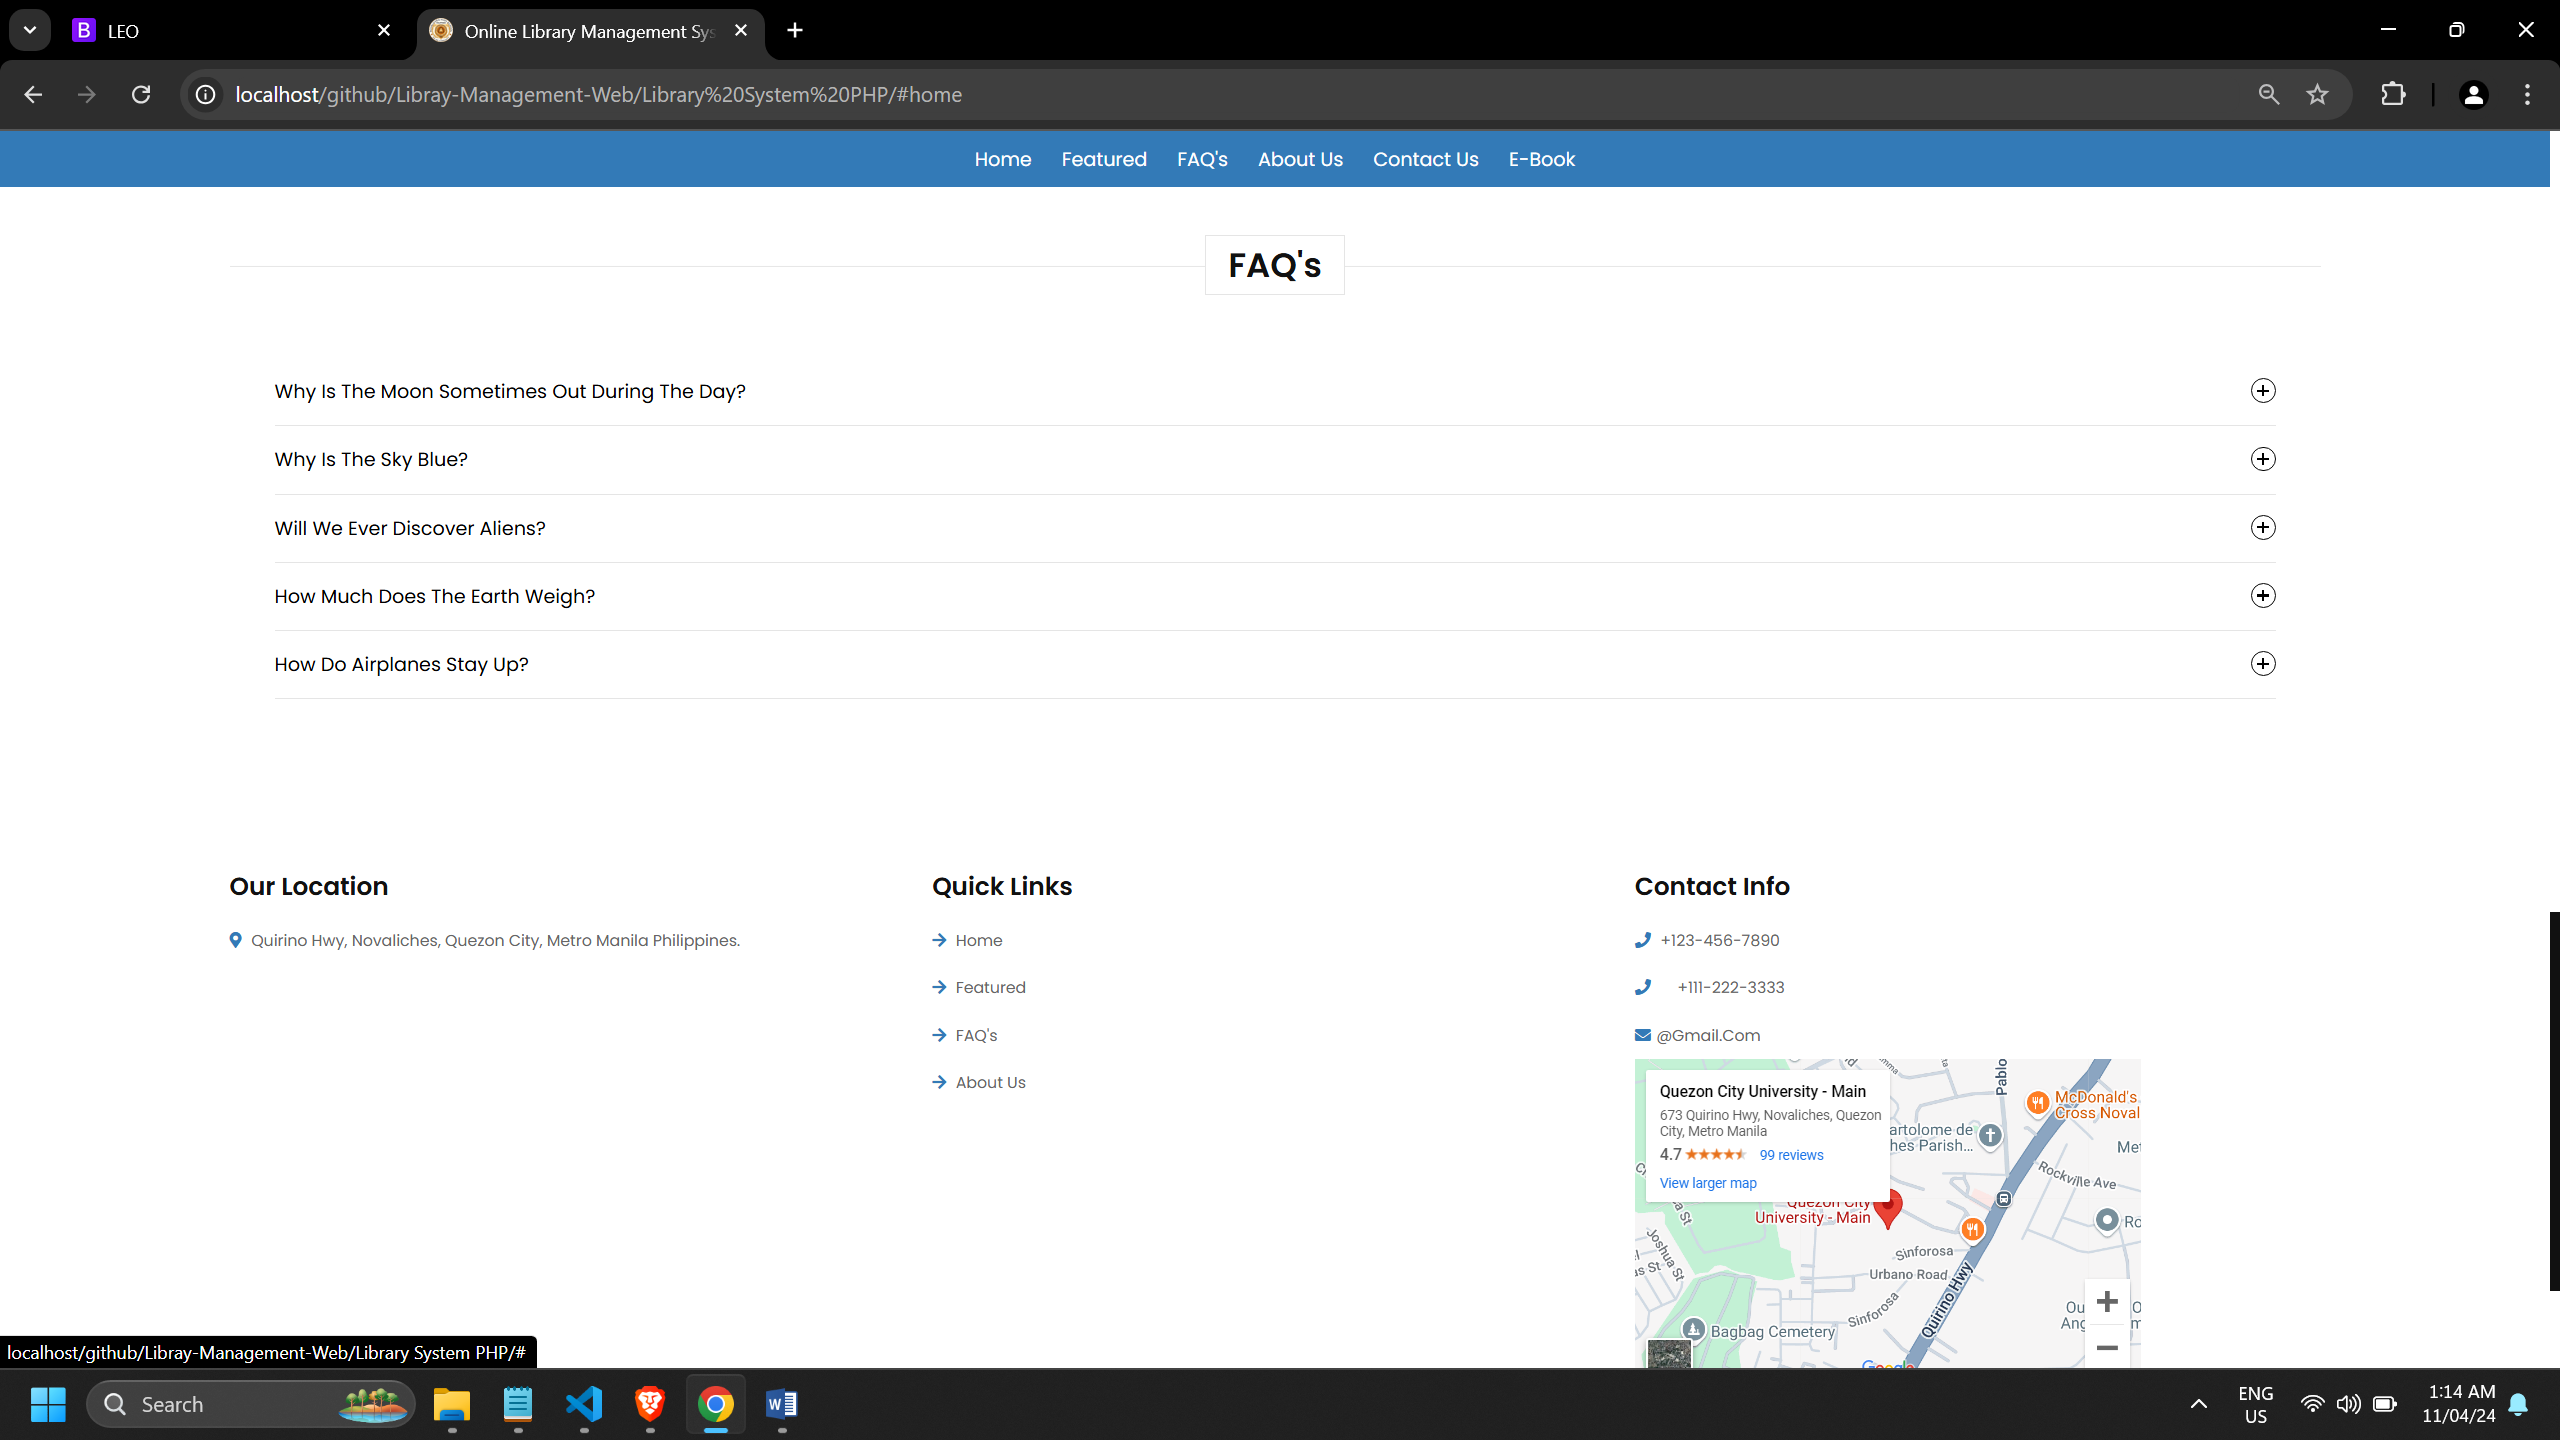 LEO
Online Library Management Sys
localhost/github/Libray-Management-Web/Library%20System%20PHP/#home
Home Featured FAQ's About Us Contact Us E-Book
FAQ's
Why Is The Moon Sometimes Out During The Day?
Why Is The Sky Blue?
Will We Ever Discover Aliens?
How Much Does The Earth Weigh?
How Do Airplanes Stay Up?
Our Location
Quirino Hwy, Novaliches, Quezon City, Metro Manila Philippines.
Quick Links
Home
Featured
FAQ's
About Us
Contact Info
+123-456-7890
+111-222-3333
@Gmail.Com
Quezon City University - Main
673 Quirino Hwy, Novaliches, Quezon
City, Metro Manila
4.7
99 reviews
View larger map
Pablo
McDonald's
Cross Noval
artolome de
hes Parish...
Met
Rockville Ave
Quezon City
University - Main
Ro
Joshua St
as St
Sinforosa
Urbano Road
Sinforosa
Quirino Hwy
Bagbag Cemetery
Google
localhost/github/Libray-Management-Web/Library System PHP/#
Search
ENG
US
1:14 AM
11/04/24